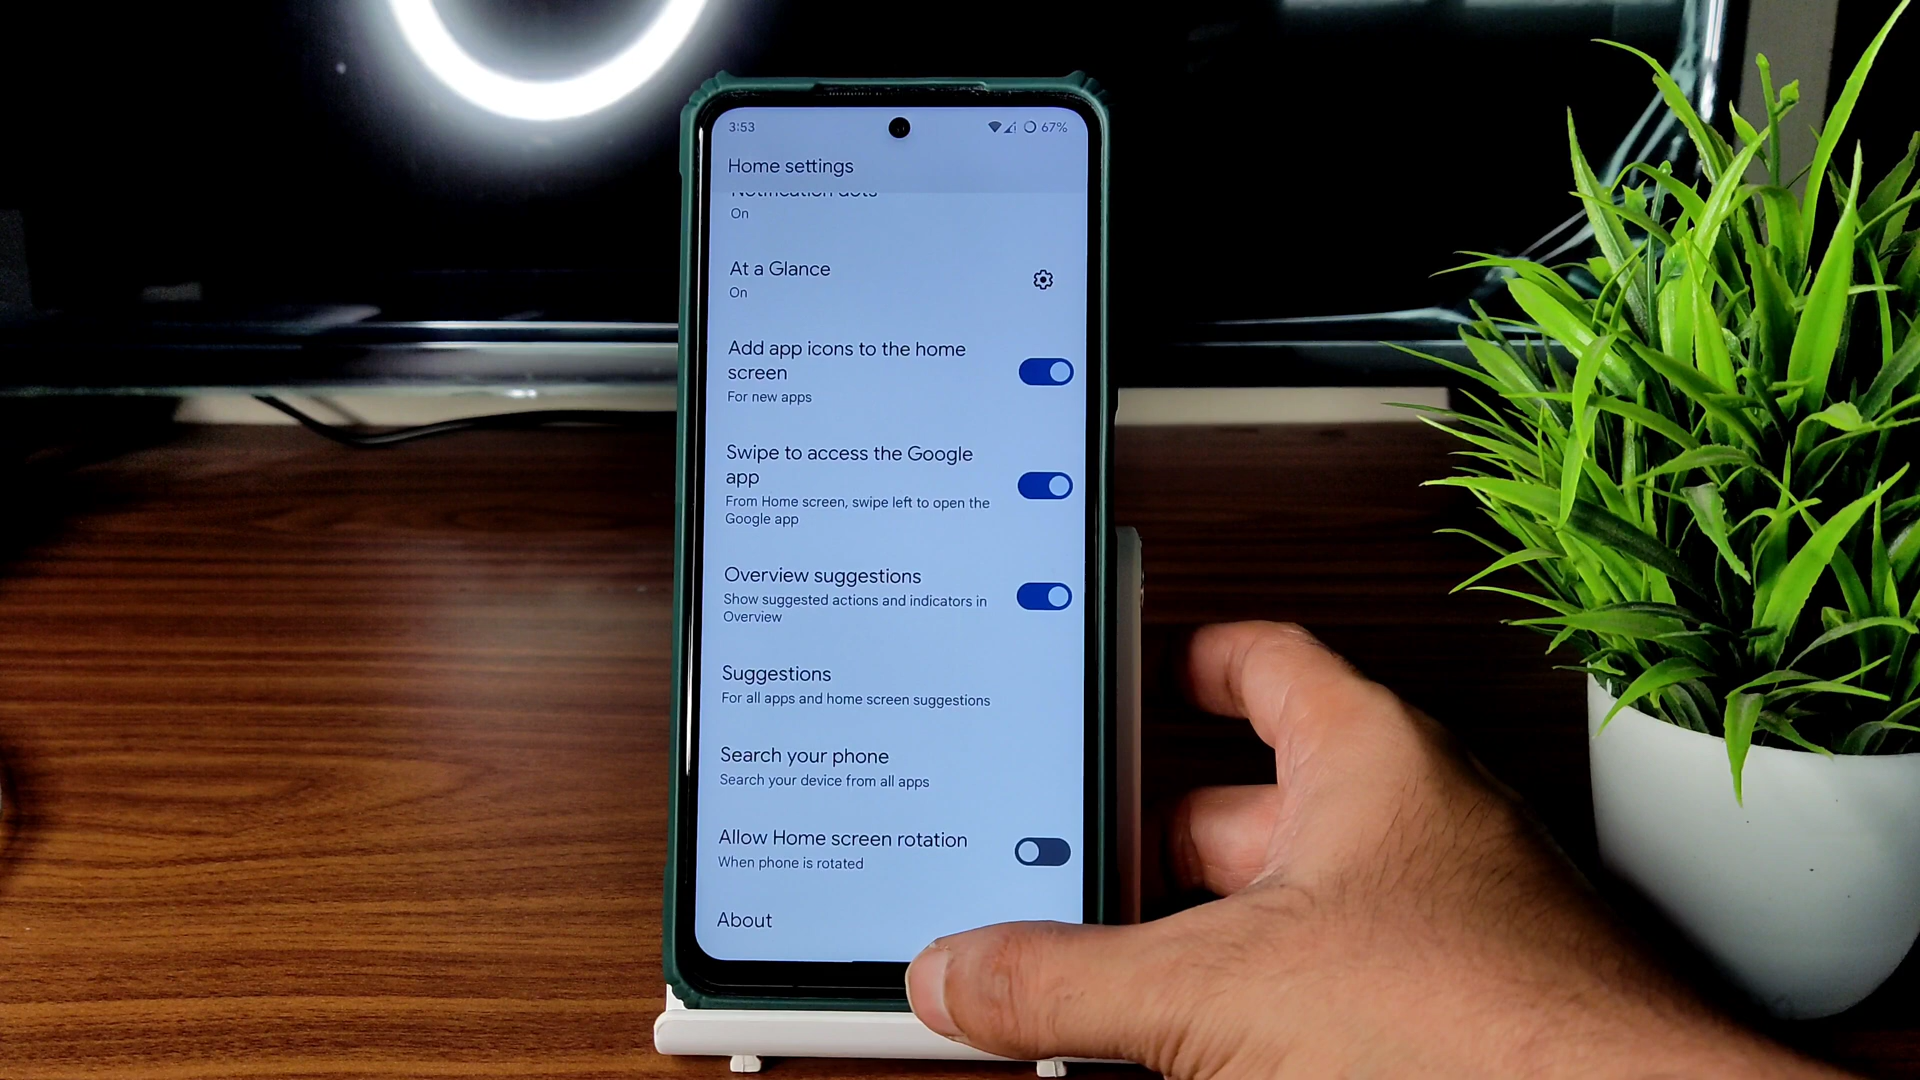 3:53
67%
Home settings
Notification dots
On
At a Glance
On
Add app icons to the home
screen
For new apps
Swipe to access the Google
app
From Home screen, swipe left to open the
Google app
Overview suggestions
Show suggested actions and indicators in
Overview
Suggestions
For all apps and home screen suggestions
Search your phone
Search your device from all apps
Allow Home screen rotation
When phone is rotated
About